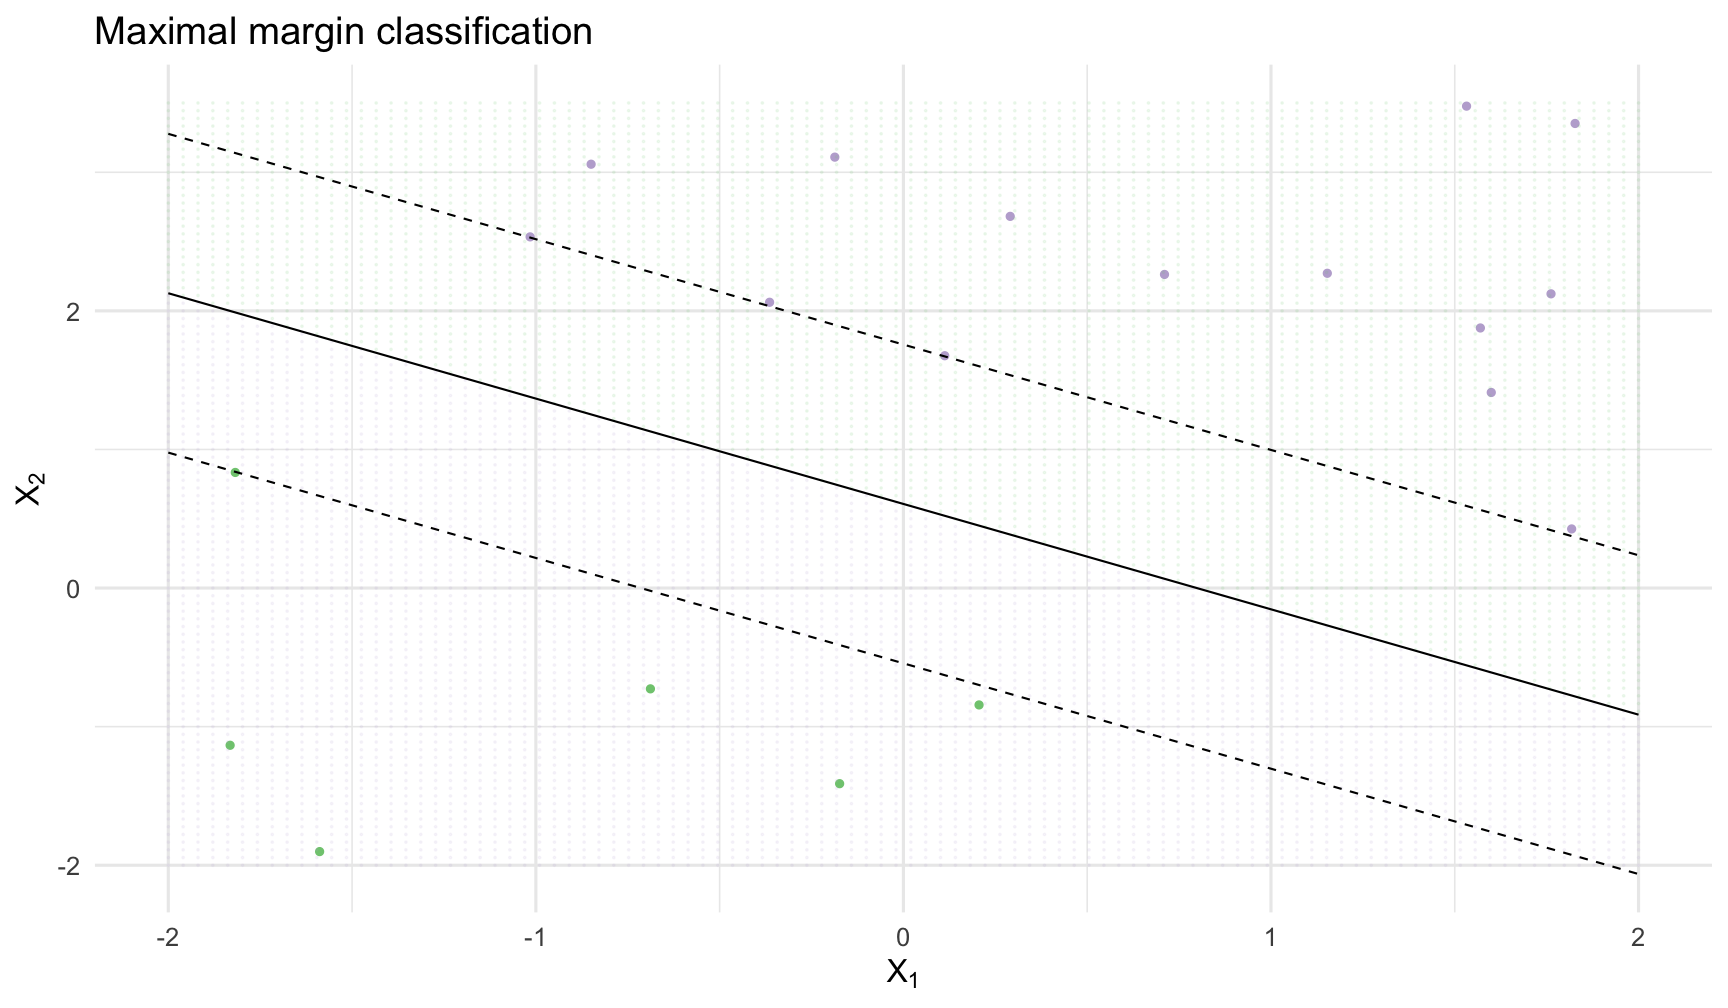 Maximal margin classification
X₂
2
0
-2
-2 -1 0 1 2
X₁